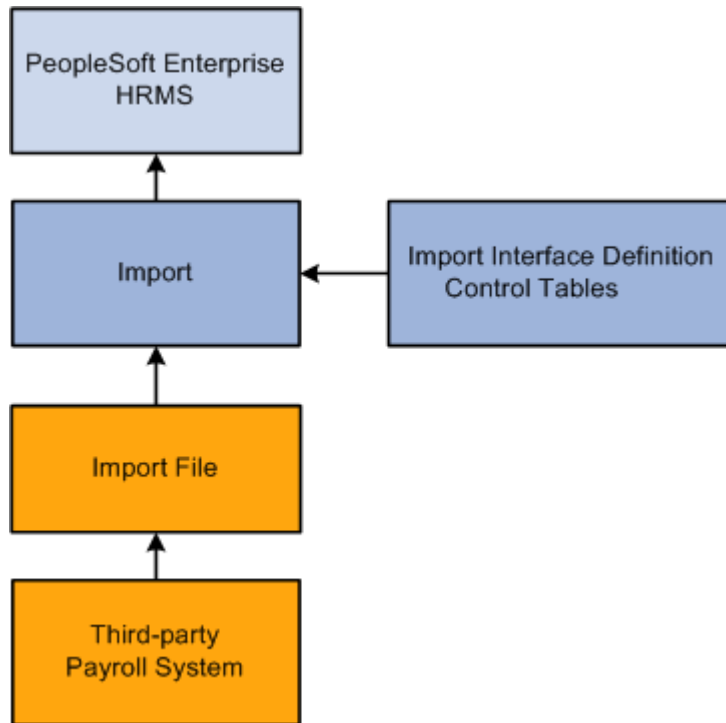 PeopleSoft Enterprise
HRMS
Import
Import Interface Definition
Control Tables
Import File
Third-party
Payroll System